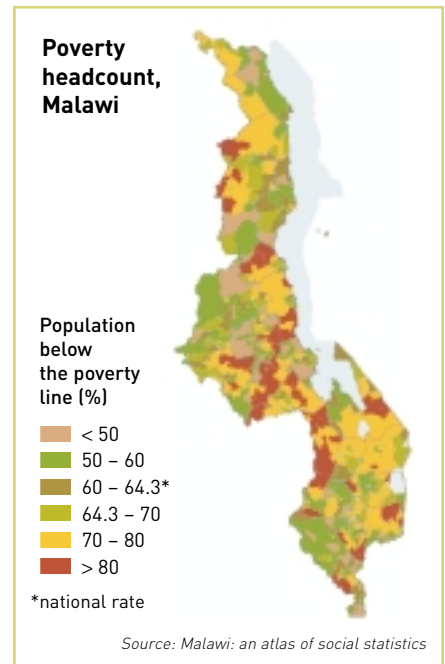 Poverty
headcount,
Malawi
Population
below
the poverty
line (%)
< 50
50 – 60
60 – 64.3*
64.3 – 70
70 – 80
> 80
*national rate
Source: Malawi: an atlas of social statistics